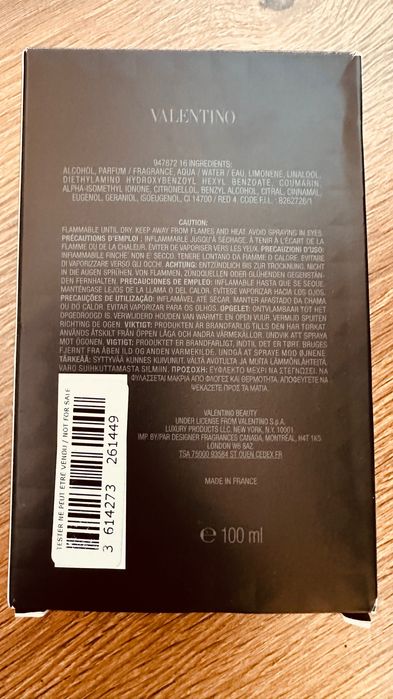 VALENTINO
947672 16 INGREDIENTS:
ALCOHOL, PARFUM / FRAGRANCE, AQUA / WATER / EAU, LIMONENE, LINALOOL,
DIETHYLAMINO HYDROXYBENZOYL HEXYL BENZOATE, COUMARIN,
ALPHA-ISOMETHYL IONONE, CITRONELLOL, BENZYL ALCOHOL, CITRAL, CINNAMAL,
EUGENOL, GERANIOL, ISOEUGENOL, CI 14700 / RED 4. CODE F.I.L. : B262726/1
CAUTION:
FLAMMABLE UNTIL DRY. KEEP AWAY FROM FLAMES AND HEAT. AVOID SPRAYING IN EYES.
PRÉCAUTIONS D'EMPLOI : INFLAMMABLE JUSQU'À SÉCHAGE. À TENIR À L'ÉCART DE LA
FLAMME OU DE LA CHALEUR. ÉVITER DE VAPORISER VERS LES YEUX. PRECAUZIONI D'USO:
INFIAMMABILE FINCHE' NON E' SECCO. TENERE LONTANO DA FIAMME O CALORE. EVITARE
DI VAPORIZZARE VERSO GLI OCCHI. ACHTUNG: ENTZÜNDLICH BIS ZUR TROCKNUNG. NICHT
IN DIE AUGEN SPRÜHEN. VON FLAMMEN, ZÜNDQUELLEN ODER GLÜHENDEN GEGENSTÄN-
DEN FERNHALTEN. PRECAUCIONES DE EMPLEO: INFLAMABLE HASTA QUE SE SEQUE.
MANTÉNGASE LEJOS DE LA LLAMA O DEL CALOR. EVÍTESE VAPORIZAR HACIA LOS OJOS.
PRECAUÇÕES DE UTILIZAÇÃO: INFLAMÁVEL ATÉ SECAR. MANTER AFASTADO DA CHAMA
OU DO CALOR. EVITAR VAPORIZAR PARA OS OLHOS. OPGELET: ONTVLAMBAAR TOT HET
OPGEDROOGD IS. VERWIJDERD HOUDEN VAN WARMTE EN OPEN VUUR. VERMIJD SPUITEN
RICHTING DE OGEN. VIKTIGT: PRODUKTEN ÄR BRANDFARLIG TILLS DEN HAR TORKAT.
ANVÄNDS ÅTSKILT FRÅN ÖPPEN LÅGA OCH ANDRA VÄRMEKÄLLOR. UNDVIK ATT SPRAYA
MOT ÖGONEN. VIGTIGT: PRODUKTET ER BRANDFARLIGT, INDTIL DET ER TØRT. BRUGES
FJERNT FRA ÅBEN ILD OG ANDEN VARMEKILDE. UNDGÅ AT SPRAYE MOD ØJNENE.
TÄRKEÄÄ: SYTTYVÄÄ KUNNES KUIVUNUT. VÄLTÄ AVOTULTA JA MUITA LÄMMÖNLÄHTEITÄ.
VARO SUIHKUTTAMASTA SILMIIN. ΠΡΟΣΟΧΗ: ΕΥΦΛΕΚΤΟ ΜΕΧΡΙ ΝΑ ΣΤΕΓΝΩΣΕΙ. ΝΑ
ΦΥΛΑΣΣΕΤΑΙ ΜΑΚΡΙΑ ΑΠΟ ΦΛΟΓΕΣ ΚΑΙ ΘΕΡΜΟΤΗΤΑ. ΑΠΟΦΕΥΓΕΤΕ ΝΑ
ΨΕΚΑΖΕΤΕ ΠΡΟΣ ΤΑ ΜΑΤΙΑ.
VALENTINO BEAUTY
UNDER LICENSE FROM VALENTINO S.p.A.
LUXURY PRODUCTS LLC. NEW YORK, N.Y. 10001
IMP. BY/PAR DESIGNER FRAGRANCES CANADA, MONTRÉAL, H4T 1K5
LONDON W6 8AZ
TSA 75000 93584 ST OUEN CEDEX FR
MADE IN FRANCE
e 100 ml
TESTER NE PEUT ETRE VENDU / NOT FOR SALE
3 614273 261449